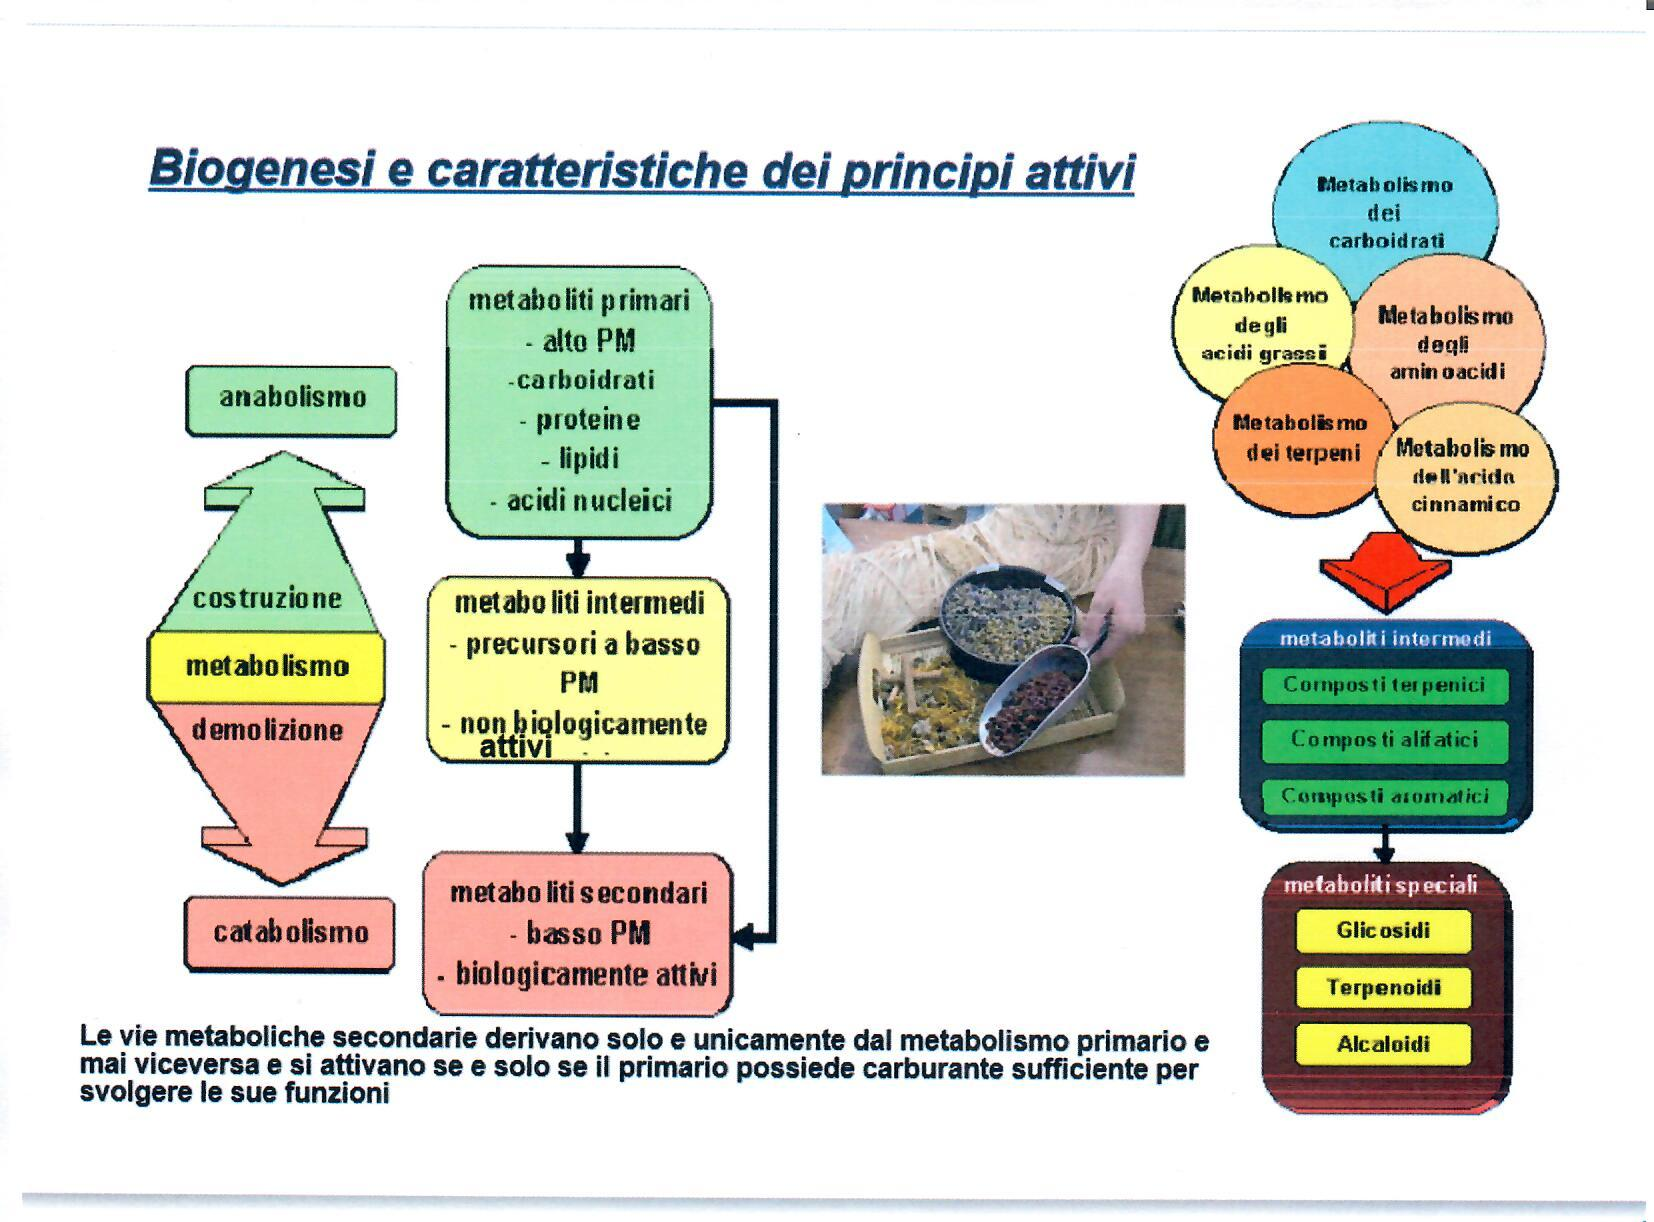 Biogenesi e caratteristiche dei principi attivi
anabolismo
costruzione
metabolismo
demolizione
catabolismo
metaboliti primari
- alto PM
-carboidrati
- proteine
- lipidi
- acidi nucleici
metaboliti intermedi
- precursori a basso
PM
- non biologicamente
attivi
metaboliti secondari
- basso PM
- biologicamente attivi
Metabolismo
dei
carboidrati
Metabolismo
degli
acidi grassi
Metabolismo
degli
aminoacidi
Metabolismo
dei terpeni
Metabolismo
dell'acido
cinnamico
metaboliti intermedi
Composti terpenici
Composti alifatici
Composti aromatici
metaboliti speciali
Glicosidi
Terpenoidi
Alcaloidi
Le vie metaboliche secondarie derivano solo e unicamente dal metabolismo primario e
mai viceversa e si attivano se e solo se il primario possiede carburante sufficiente per
svolgere le sue funzioni